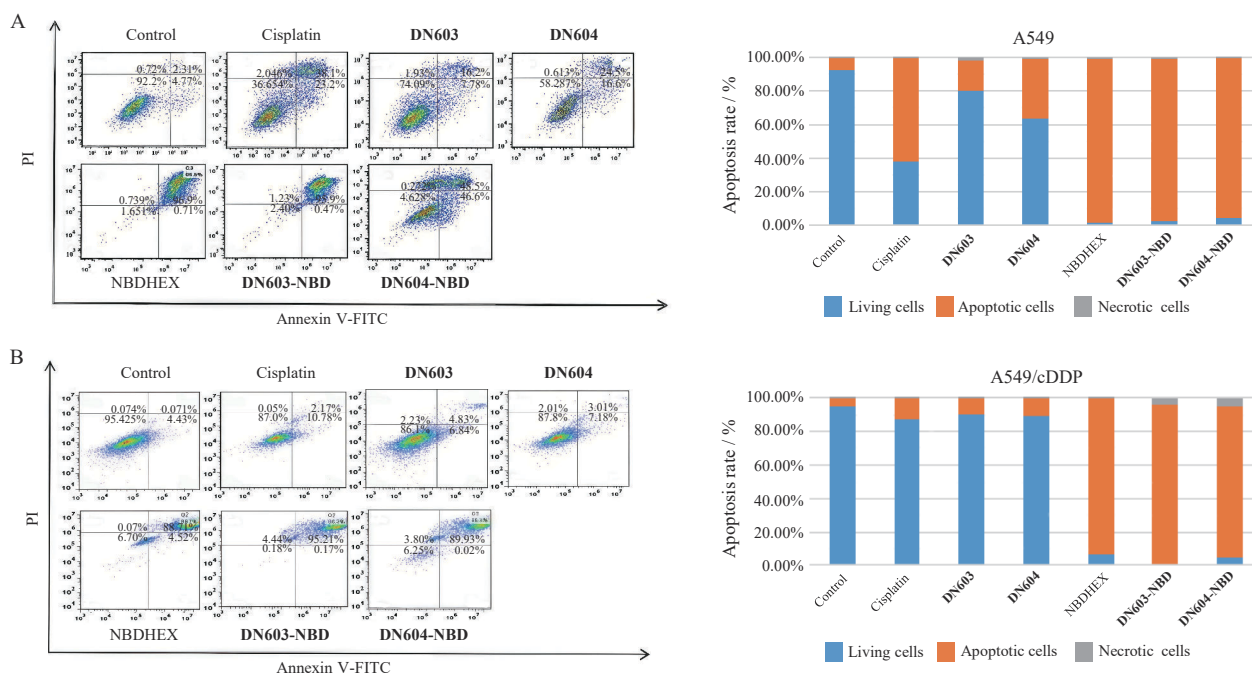 A
Control
Cisplatin
DN603
DN604
0.72% 2.31%
92.2% 4.77%
2.046% 38.1%
36.654% 23.2%
1.93% 16.2%
74.09% 7.78%
0.613% 24.5%
58.287% 16.6%
PI
0.739%
1.651% 0.71%
1.23%
2.40% 0.47%
0.272% 48.5%
4.628% 46.6%
NBDHEX
DN603-NBD
DN604-NBD
Annexin V-FITC
A549
Apoptosis rate / %
100.00%
80.00%
60.00%
40.00%
20.00%
0.00%
Control
Cisplatin
DN603
DN604
NBDHEX
DN603-NBD
DN604-NBD
Living cells
Apoptotic cells
Necrotic cells
B
Control
Cisplatin
DN603
DN604
0.074% 0.071%
95.425% 4.43%
0.05% 2.17%
87.0% 10.78%
2.23% 4.83%
86.1% 6.84%
2.01% 3.01%
87.8% 7.18%
PI
0.07% 88.71%
6.70% 4.52%
4.44% 95.21%
0.18% 0.17%
3.80% 89.93%
6.25% 0.02%
NBDHEX
DN603-NBD
DN604-NBD
Annexin V-FITC
A549/cDDP
Apoptosis rate / %
100.00%
80.00%
60.00%
40.00%
20.00%
0.00%
Control
Cisplatin
DN603
DN604
NBDHEX
DN603-NBD
DN604-NBD
Living cells
Apoptotic cells
Necrotic cells